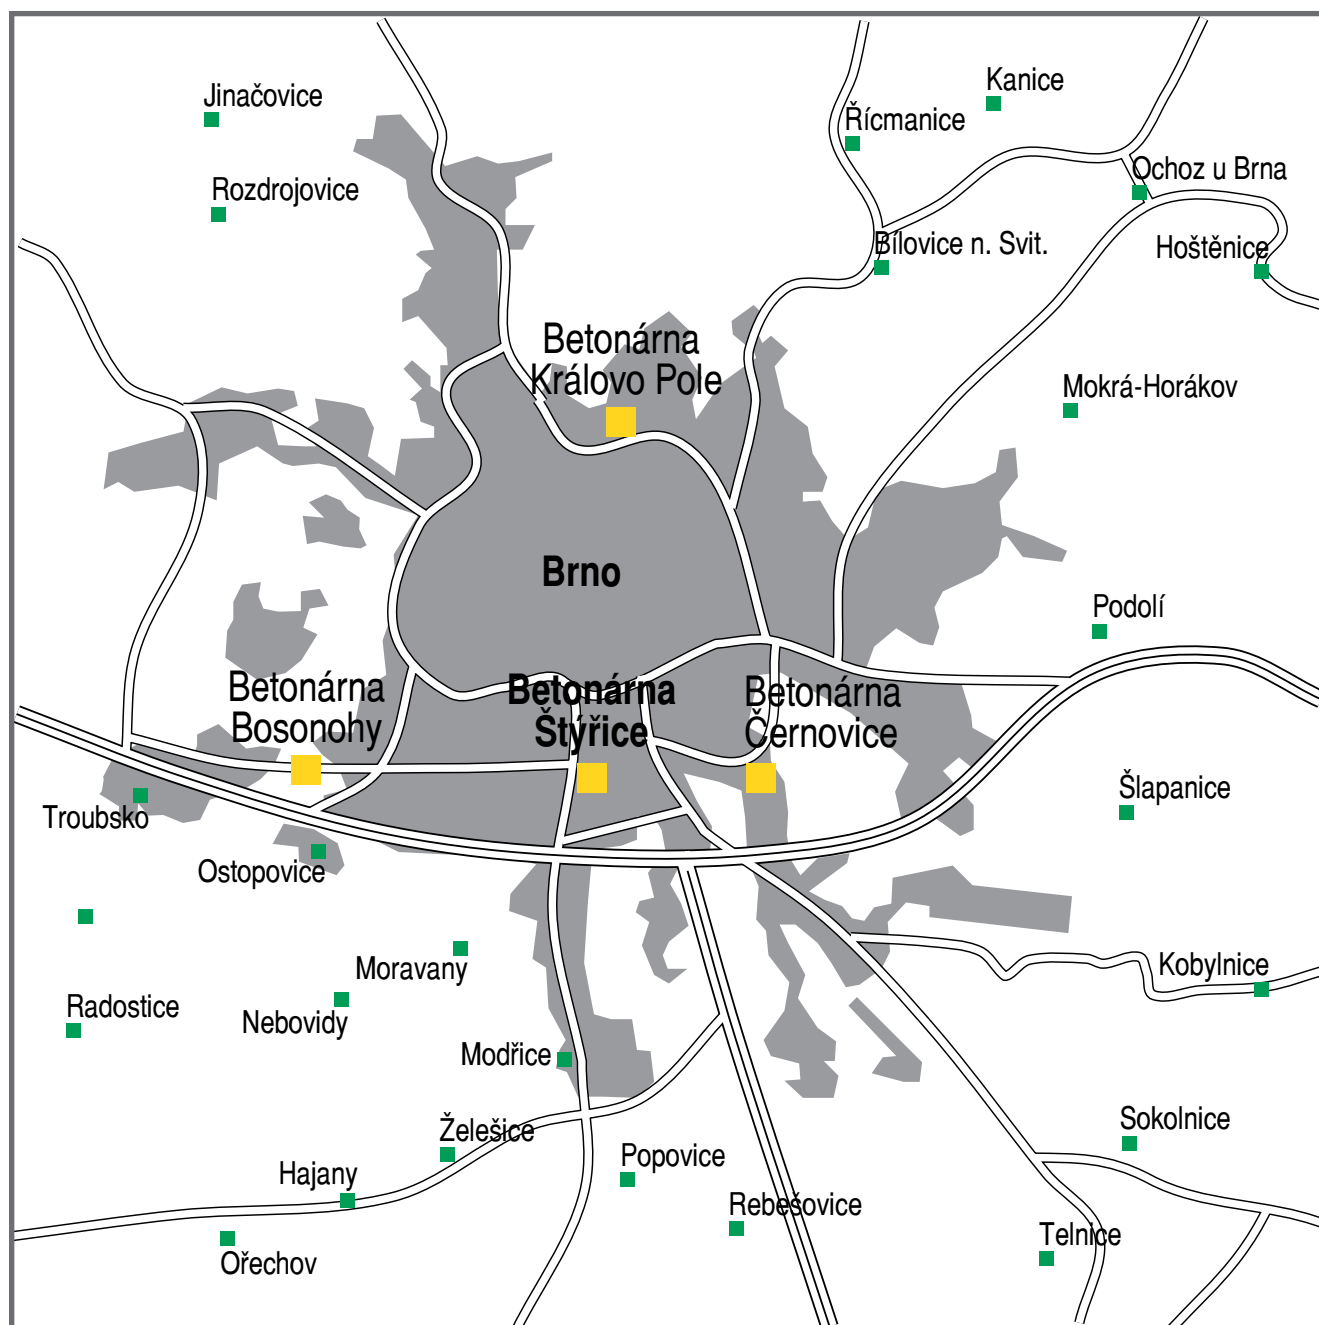 Kanice
Jinačovice
Řícmanice
Ochoz u Brna
Rozdrojovice
Bílovice n. Svit.
Hoštěnice
Betonárna
Královo Pole
Mokrá-Horákov
Brno
Podolí
Betonárna
Bosonohy
Betonárna
Štýřice
Betonárna
Černovice
Šlapanice
Troubsko
Ostopovice
Moravany
Kobylnice
Radostice
Nebovidy
Modřice
Sokolnice
Želešice
Popovice
Hajany
Rebešovice
Telnice
Ořechov